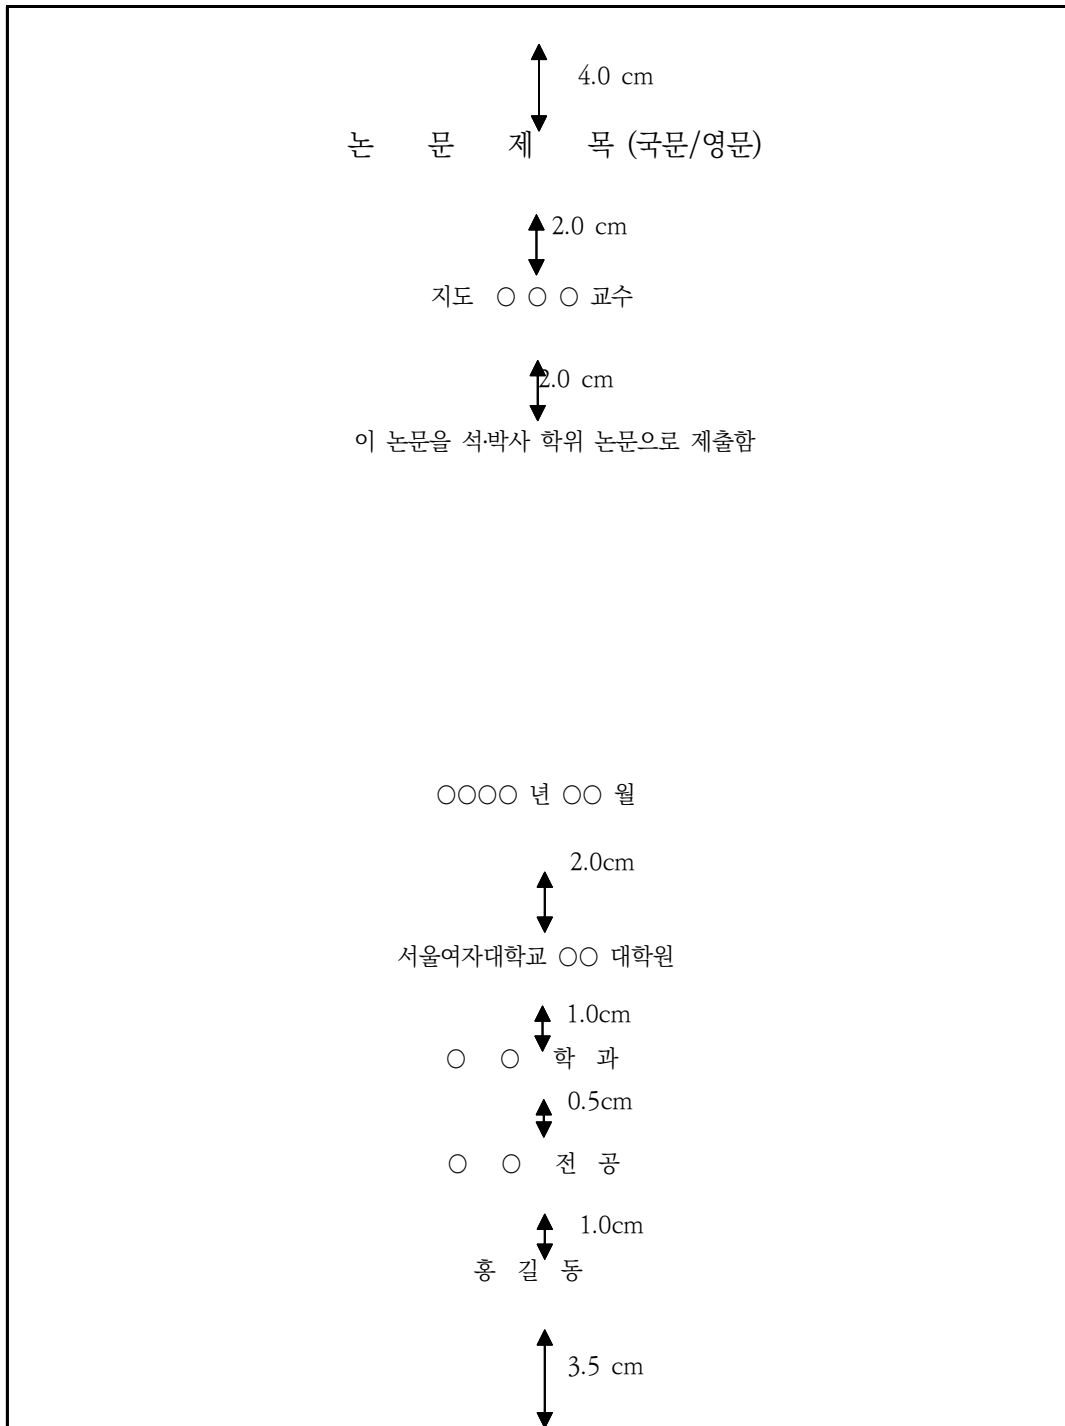 4.0 cm
논 문 제 목 (국문/영문)
2.0 cm
지도 ○ ○ ○ 교수
2.0 cm
이 논문을 석·박사 학위 논문으로 제출함
○○○○ 년 ○○ 월
2.0cm
서울여자대학교 ○○ 대학원
1.0cm
○ ○ 학 과
0.5cm
○ ○ 전 공
1.0cm
홍 길 동
3.5 cm